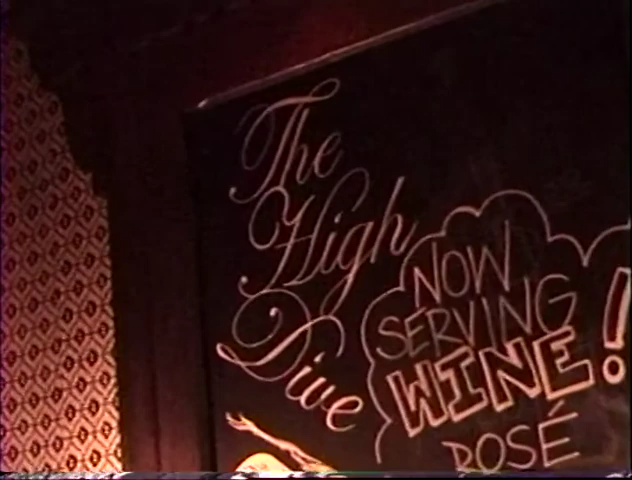 The
High
Dive
NOW
SERVING
WINE!
ROSÉ